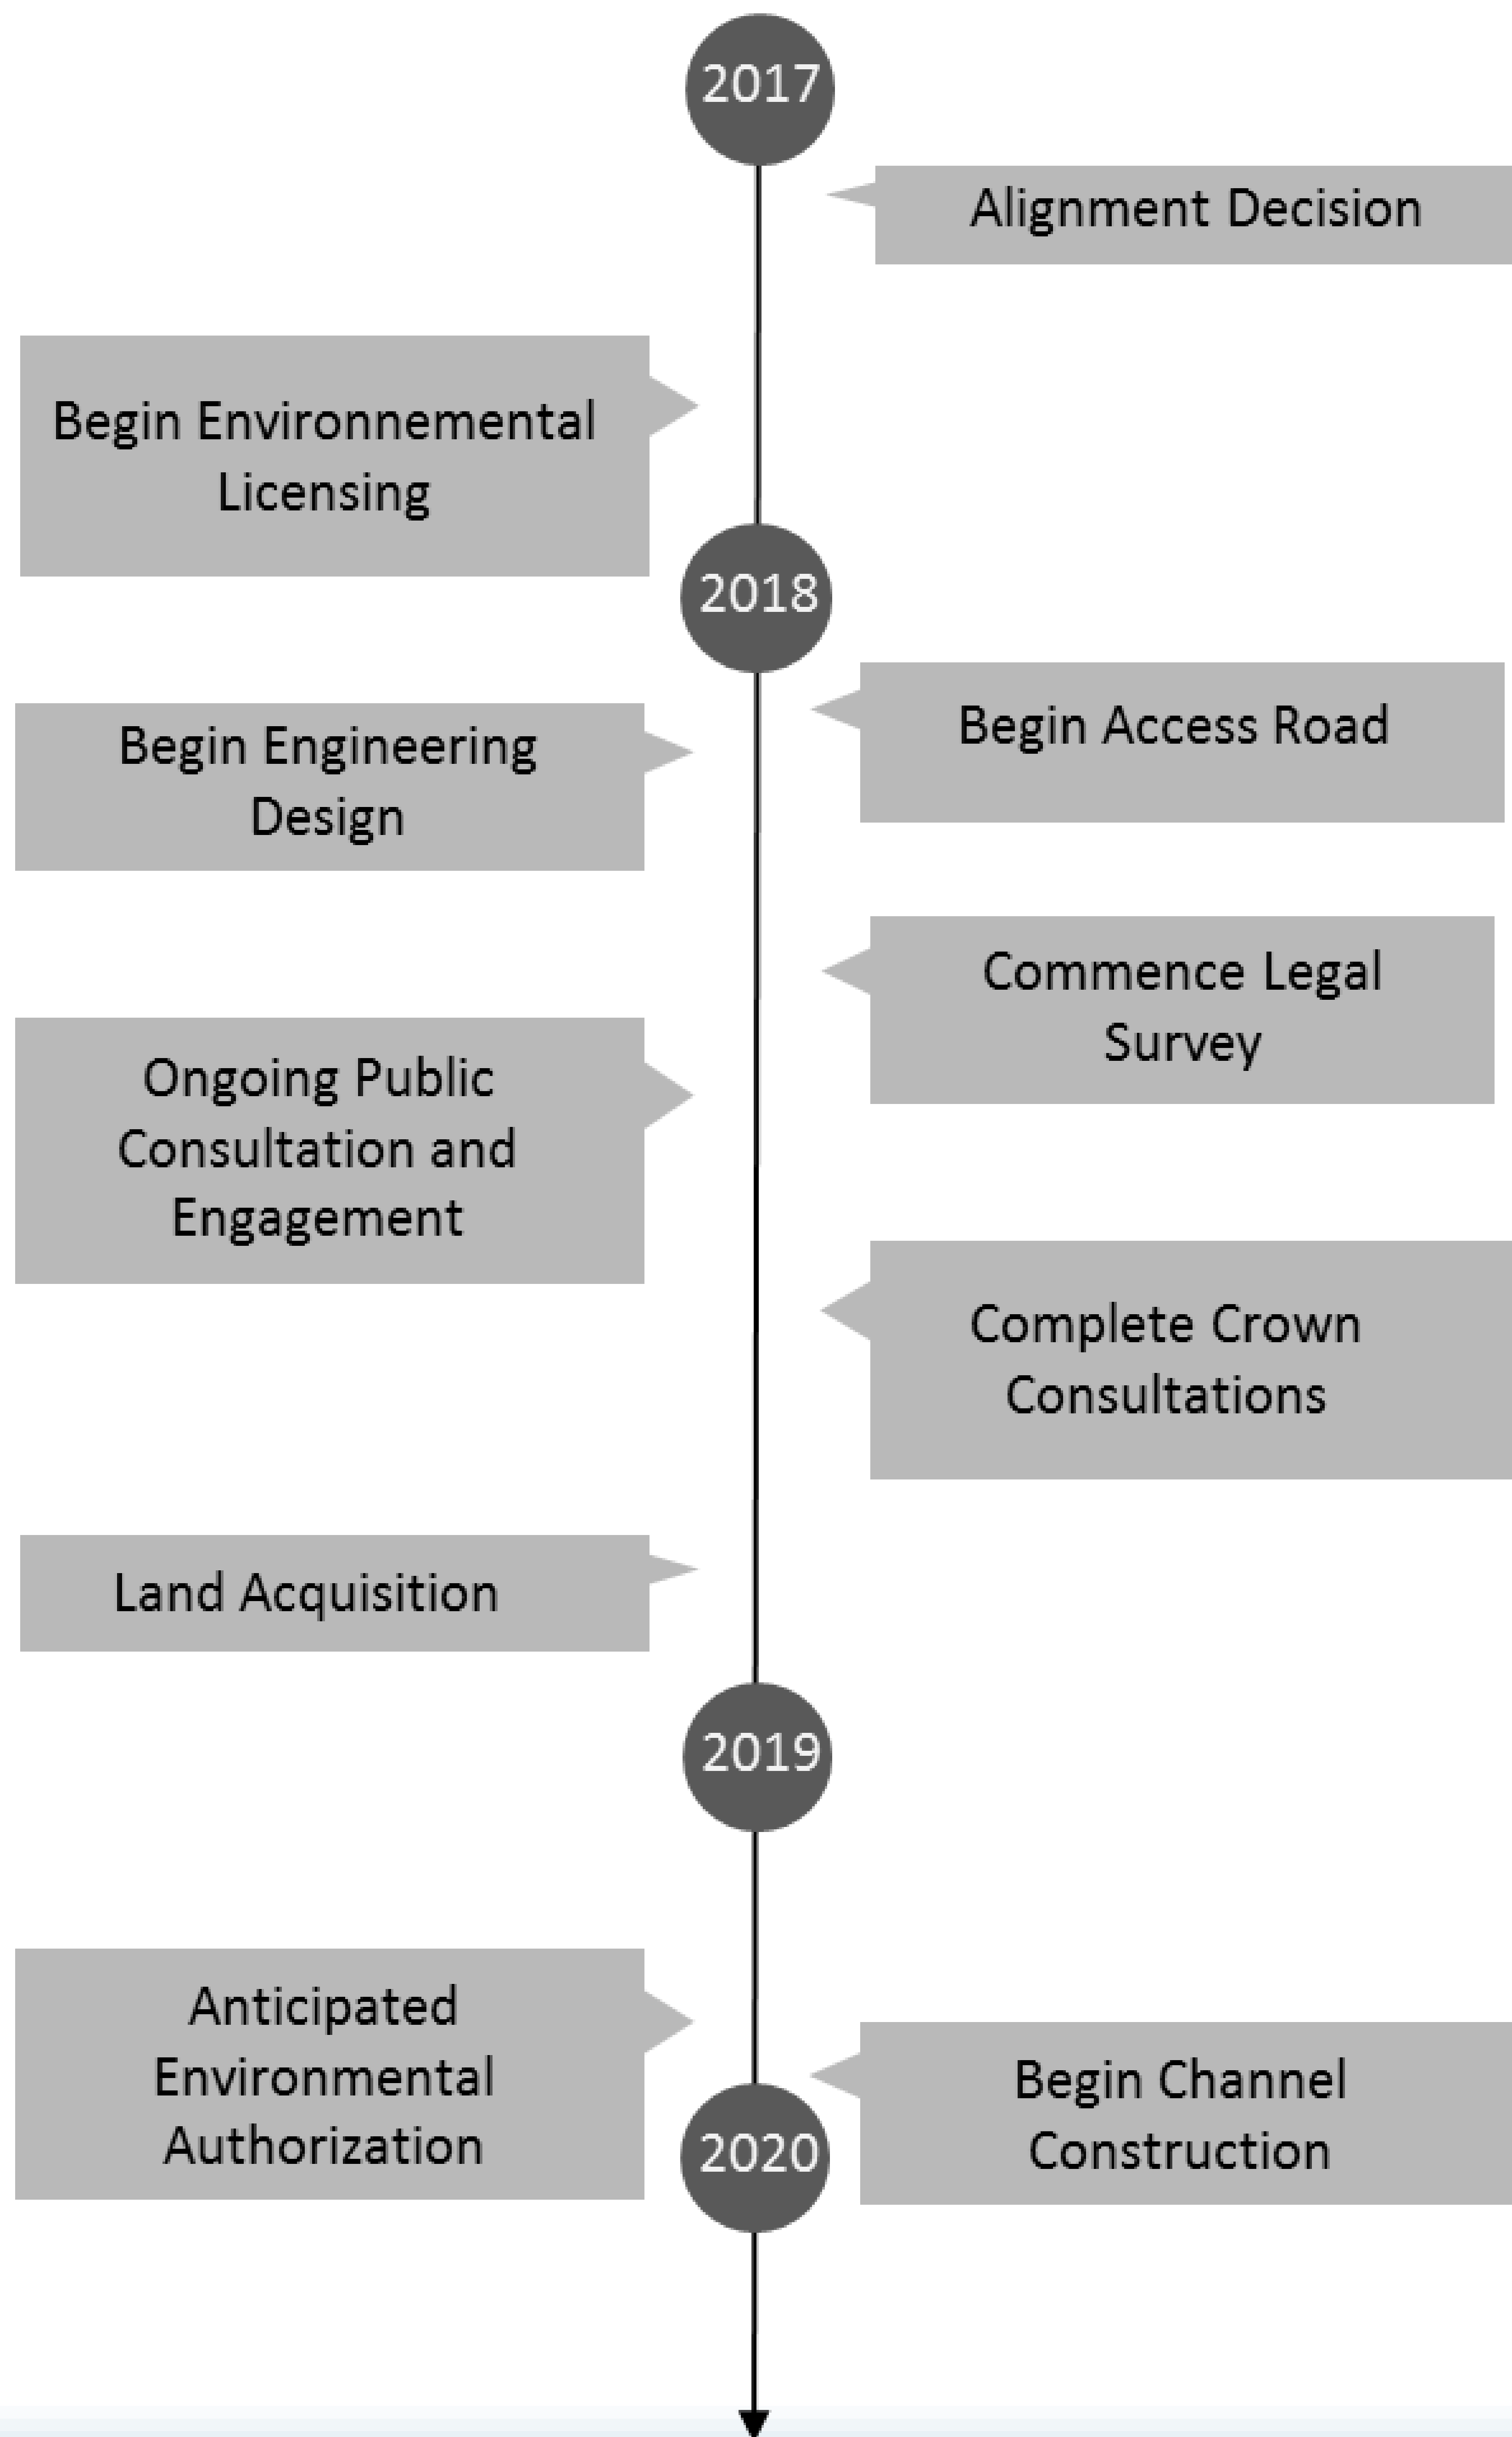 2017
Alignment Decision
Begin Environnemental
Licensing
2018
Begin Access Road
Begin Engineering
Design
Commence Legal
Survey
Ongoing Public
Consultation and
Engagement
Complete Crown
Consultations
Land Acquisition
2019
Anticipated
Environmental
Authorization
Begin Channel
Construction
2020